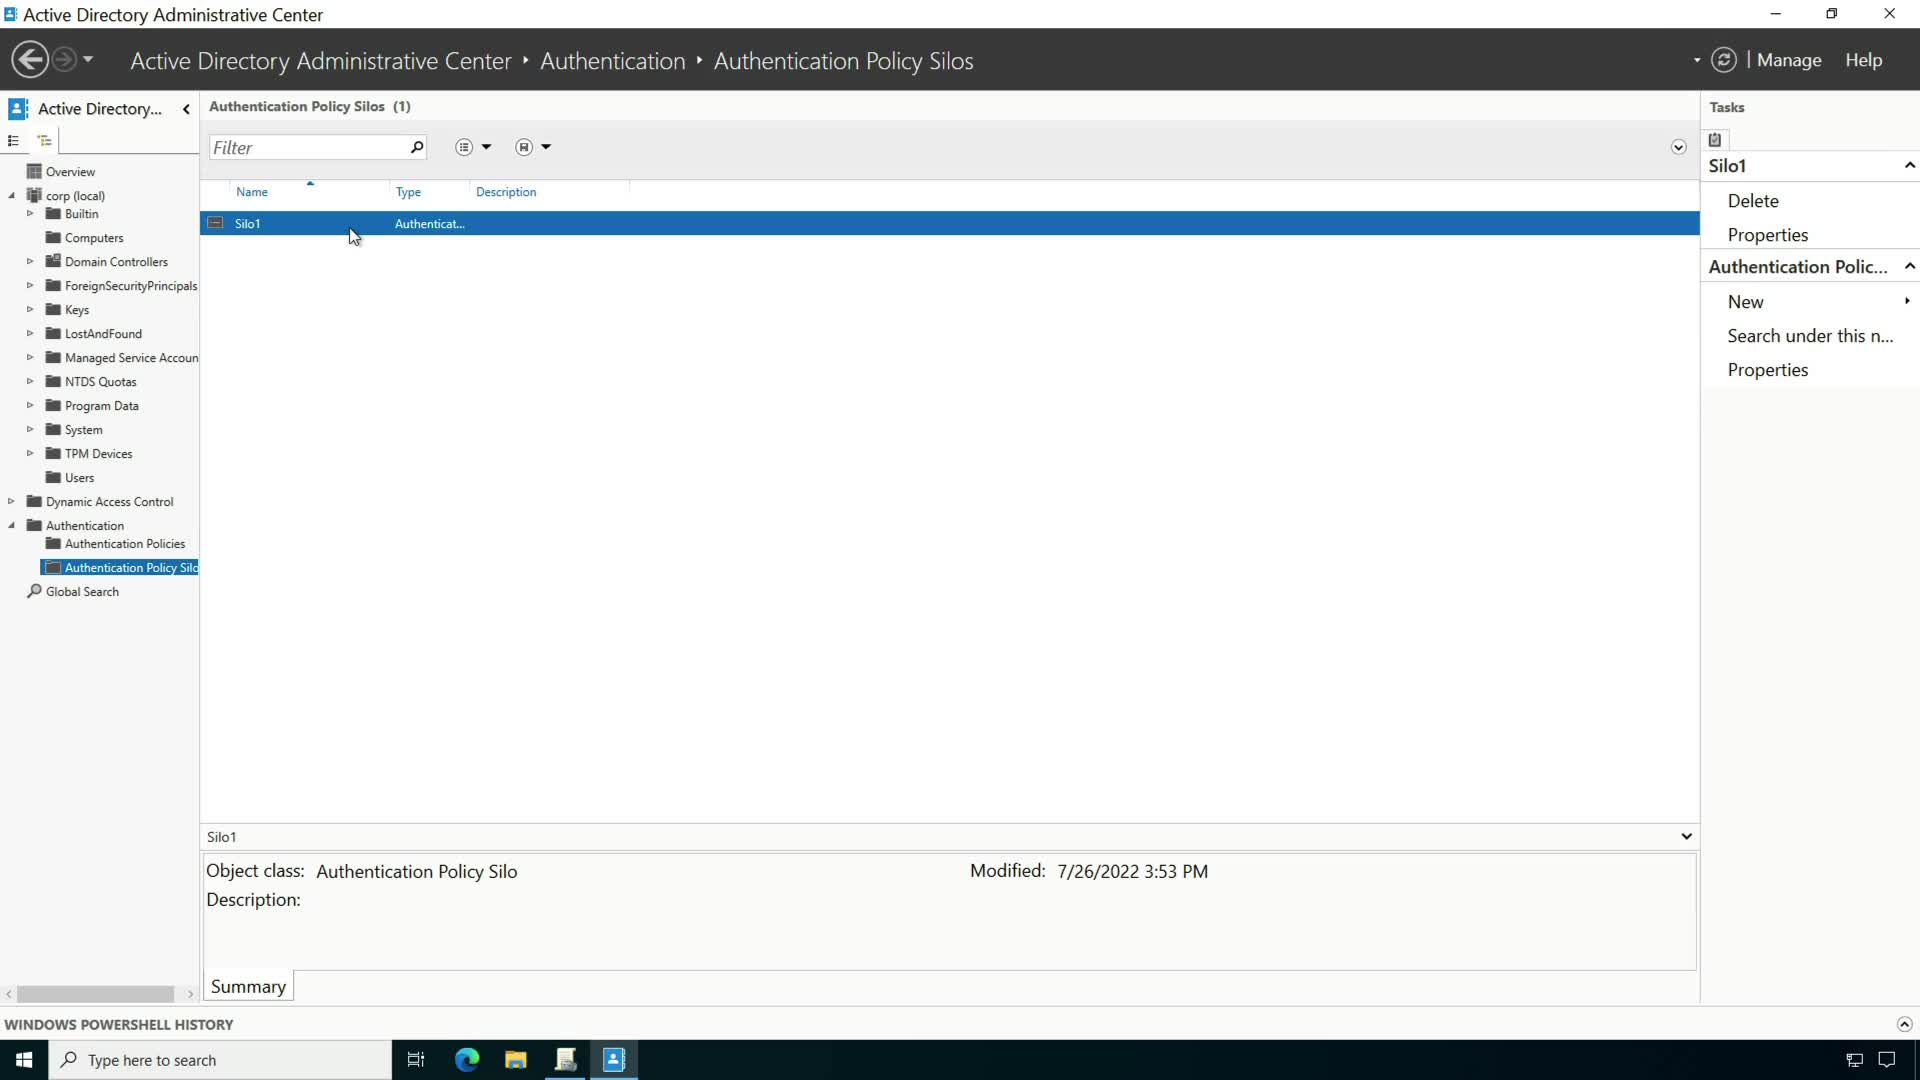 Active Directory Administrative Center
Active Directory Administrative Center Authentication Authentication Policy Silos
Manage Help
Active Directory...
Overview
corp (local)
Builtin
Computers
Domain Controllers
ForeignSecurityPrincipals
Keys
LostAndFound
Managed Service Accoun
NTDS Quotas
Program Data
System
TPM Devices
Users
Dynamic Access Control
Authentication
Authentication Policies
Authentication Policy Silo
Global Search
Authentication Policy Silos (1)
Filter
Name Type Description
Silo1 Authenticat...
Silo1
Object class: Authentication Policy Silo Modified: 7/26/2022 3:53 PM
Description:
Summary
Tasks
Silo1
Delete
Properties
Authentication Polic...
New
Search under this n...
Properties
WINDOWS POWERSHELL HISTORY
Type here to search